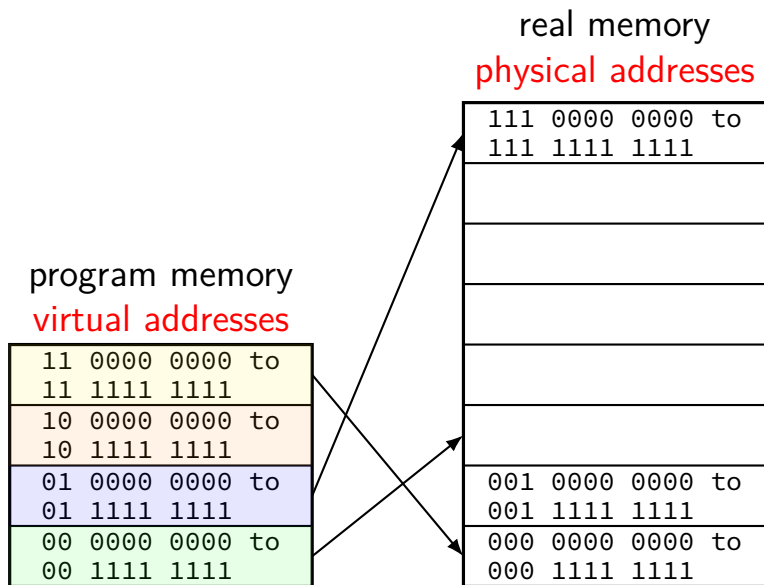 real memory
physical addresses
111 0000 0000 to
111 1111 1111
program memory
virtual addresses
11 0000 0000 to
11 1111 1111
10 0000 0000 to
10 1111 1111
01 0000 0000 to
01 1111 1111
00 0000 0000 to
00 1111 1111
001 0000 0000 to
001 1111 1111
000 0000 0000 to
000 1111 1111